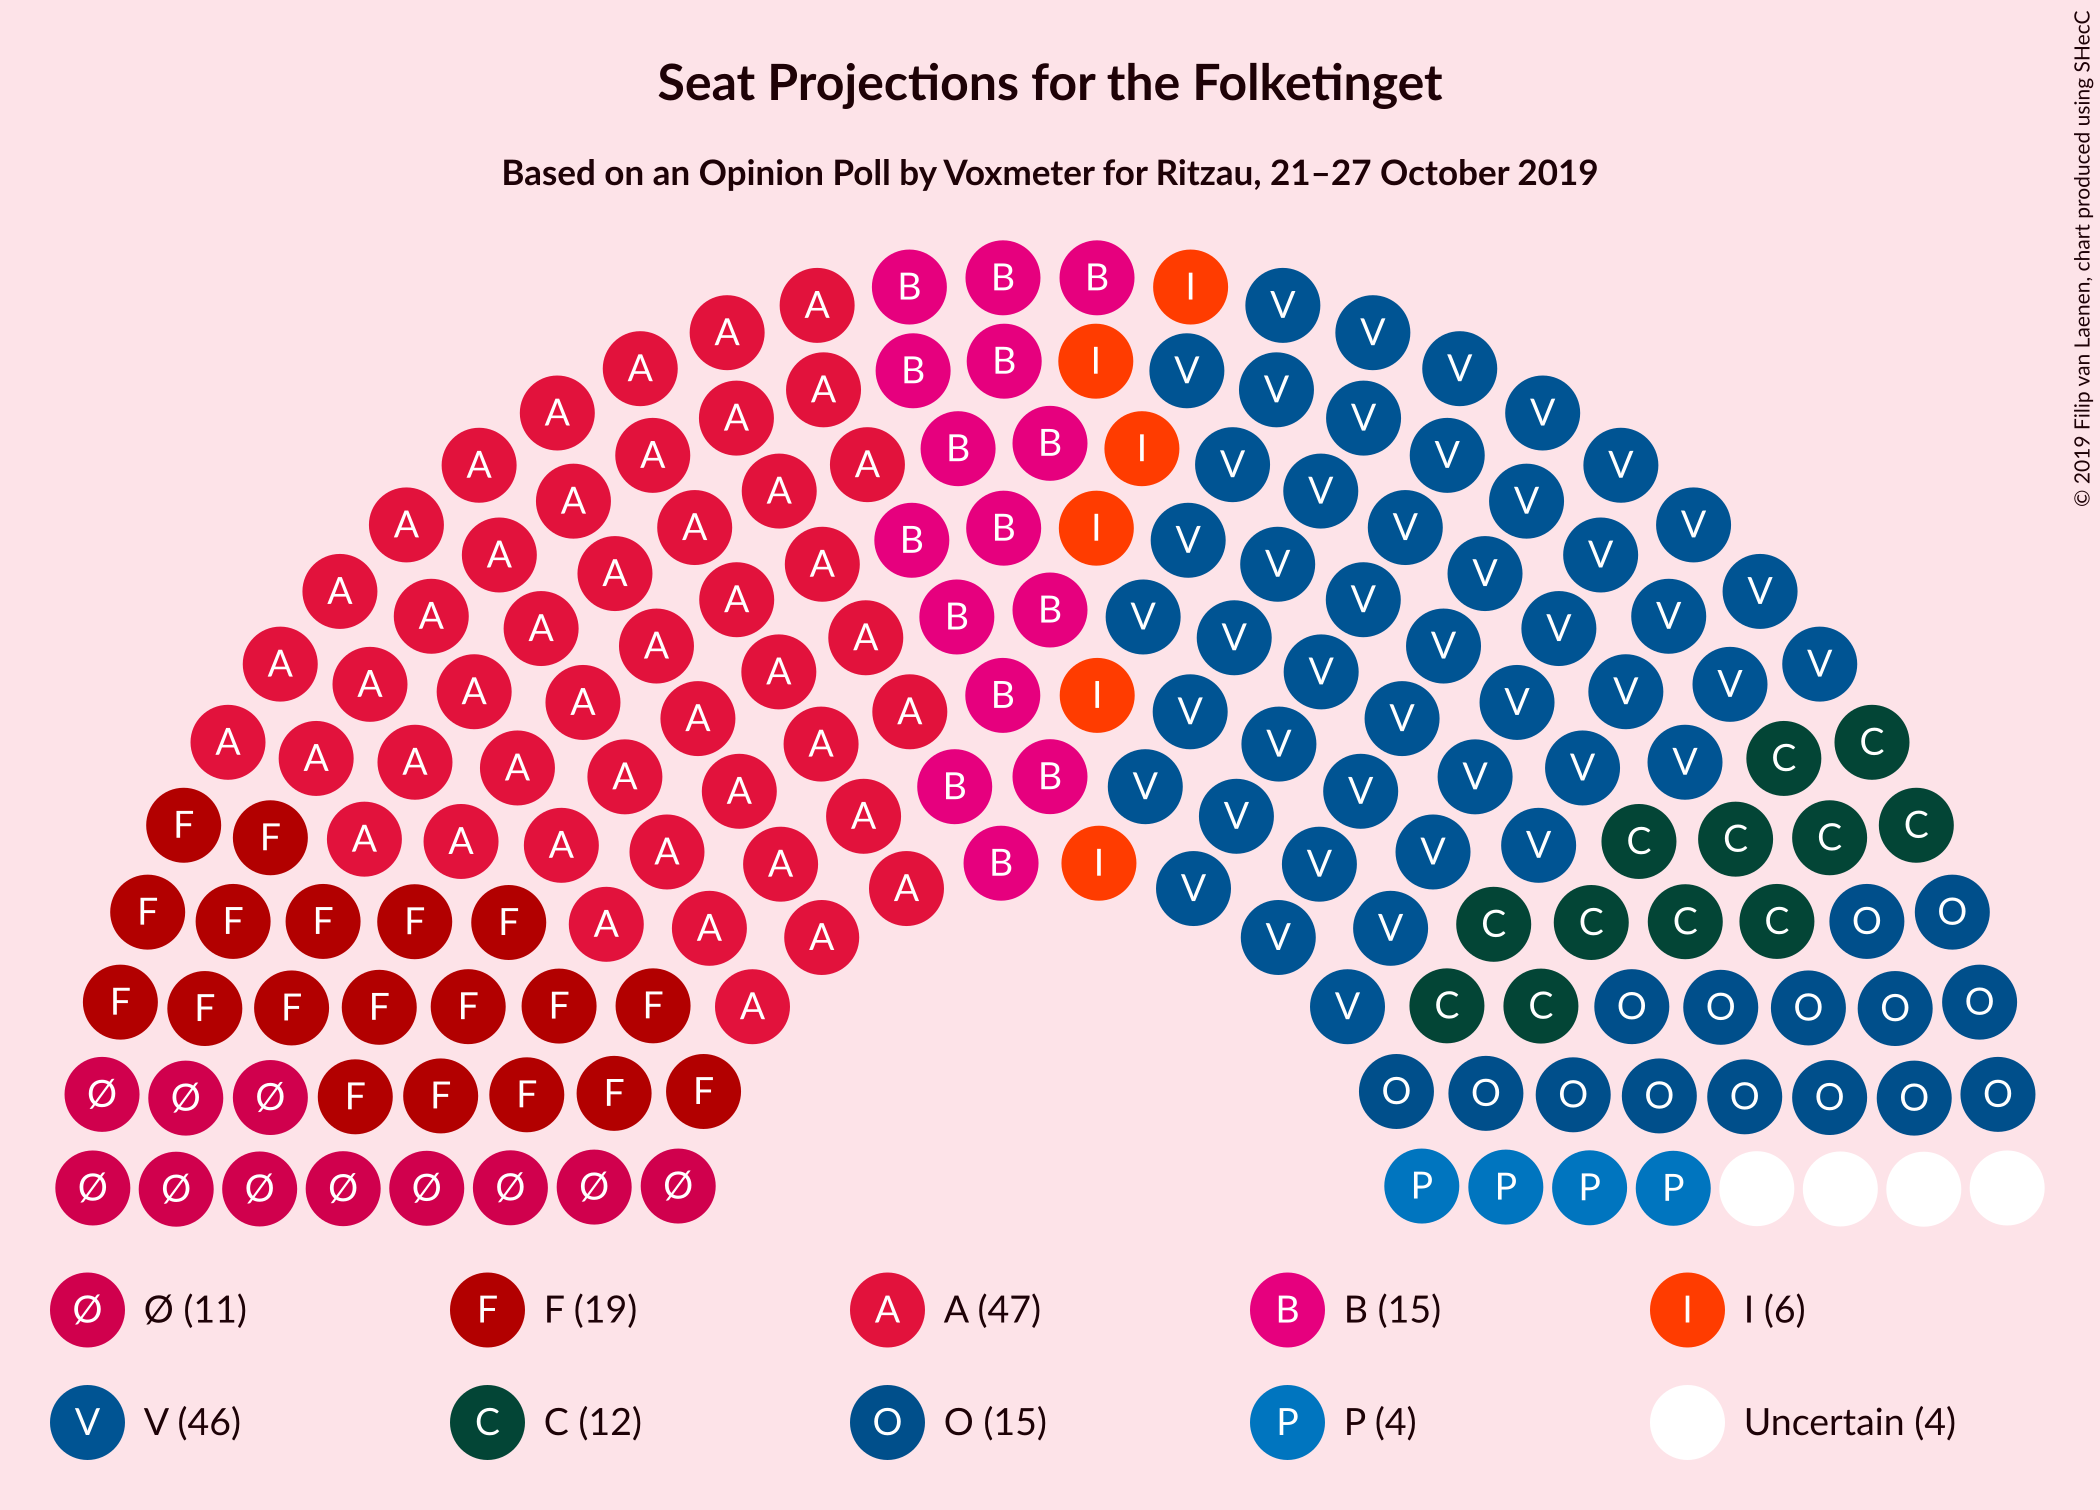 Seat Projections for the Folketinget
Based on an Opinion Poll by Voxmeter for Ritzau, 21–27 October 2019
© 2019 Filip van Laenen, chart produced using SHecC
B B B I
A A V V
A B B I V V
A A A V V V
A A B B I V V V
A A A A V V V V
A A B B I V V V
A A A A V V V V
A A A B B V V V V
A A A A V V V V
A A A A B I V V V V
A A A A V V V V C C
A A A A B B V V V V
F F A A A A V V V C C C C
A A A B I V V V
F F F F F A A A V V C C C C O O
F F F F F F F A V C C O O O O O
Ø Ø Ø F F F F F O O O O O O O O
Ø Ø Ø Ø Ø Ø Ø Ø P P P P
Ø Ø (11) F F (19) A A (47) B B (15) I I (6)
V V (46) C C (12) O O (15) P P (4) Uncertain (4)